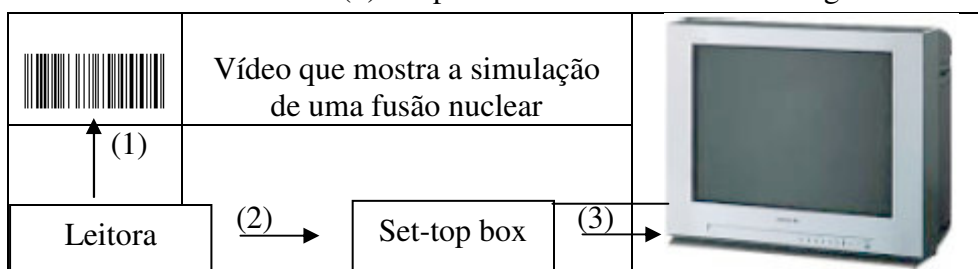 Vídeo que mostra a simulação
de uma fusão nuclear
(1)
Leitora
(2)
Set-top box
(3)